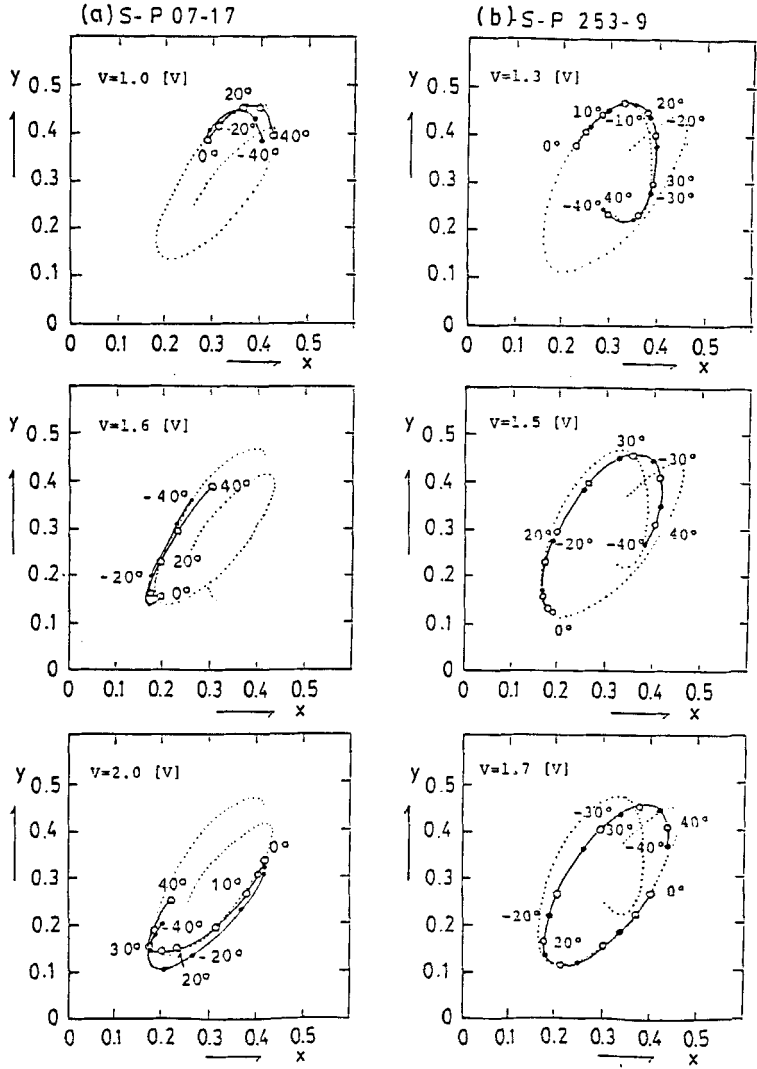 (a) S-P 07-17
(b) S-P 253-9
y 0.5
V=1.0 [V]
20°
0.4
-20° 40°
0° -40°
0.3
0.2
0.1
0
0 0.1 0.2 0.3 0.4 0.5
x
y 0.5
V=1.3 [V]
10° 20°
0.4
-10° -20°
0°
0.3
30°
-40° 40° -30°
0.2
0.1
0
0 0.1 0.2 0.3 0.4 0.5
x
y
0.5
V=1.6 [V]
0.4
-40° 40°
0.3
20°
-20°
0.2
0°
0.1
0
0 0.1 0.2 0.3 0.4 0.5
x
y
0.5
V=1.5 [V]
30°
-30°
0.4
0.3
20° -20° -40° 40°
0.2
0.1
0°
0
0 0.1 0.2 0.3 0.4 0.5
x
y 0.5
V=2.0 [V]
0.4
0°
0.3
40° 10°
-40°
0.2
30° -20°
20°
0.1
0
0 0.1 0.2 0.3 0.4 0.5
x
y 0.5
V=1.7 [V]
-30° 40°
0.4
30°
-40°
0.3
0°
-20°
0.2
20°
0.1
0
0 0.1 0.2 0.3 0.4 0.5
x